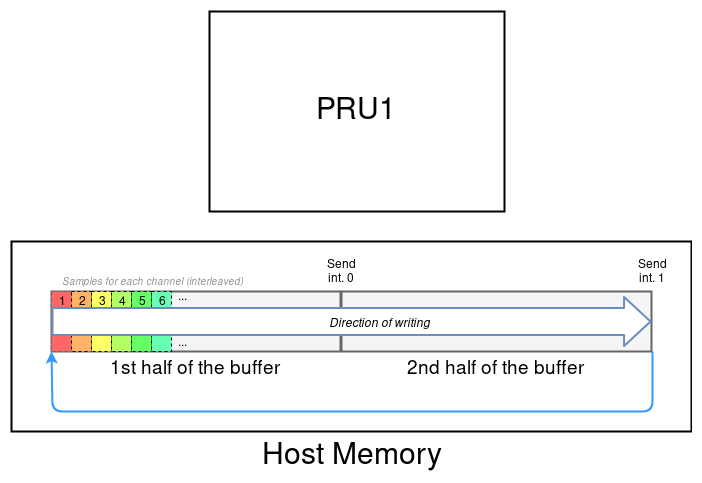 PRU1
Send
int. 0
Send
int. 1
Samples for each channel (interleaved)
1 2 3 4 5 6 ...
Direction of writing
...
1st half of the buffer
2nd half of the buffer
Host Memory